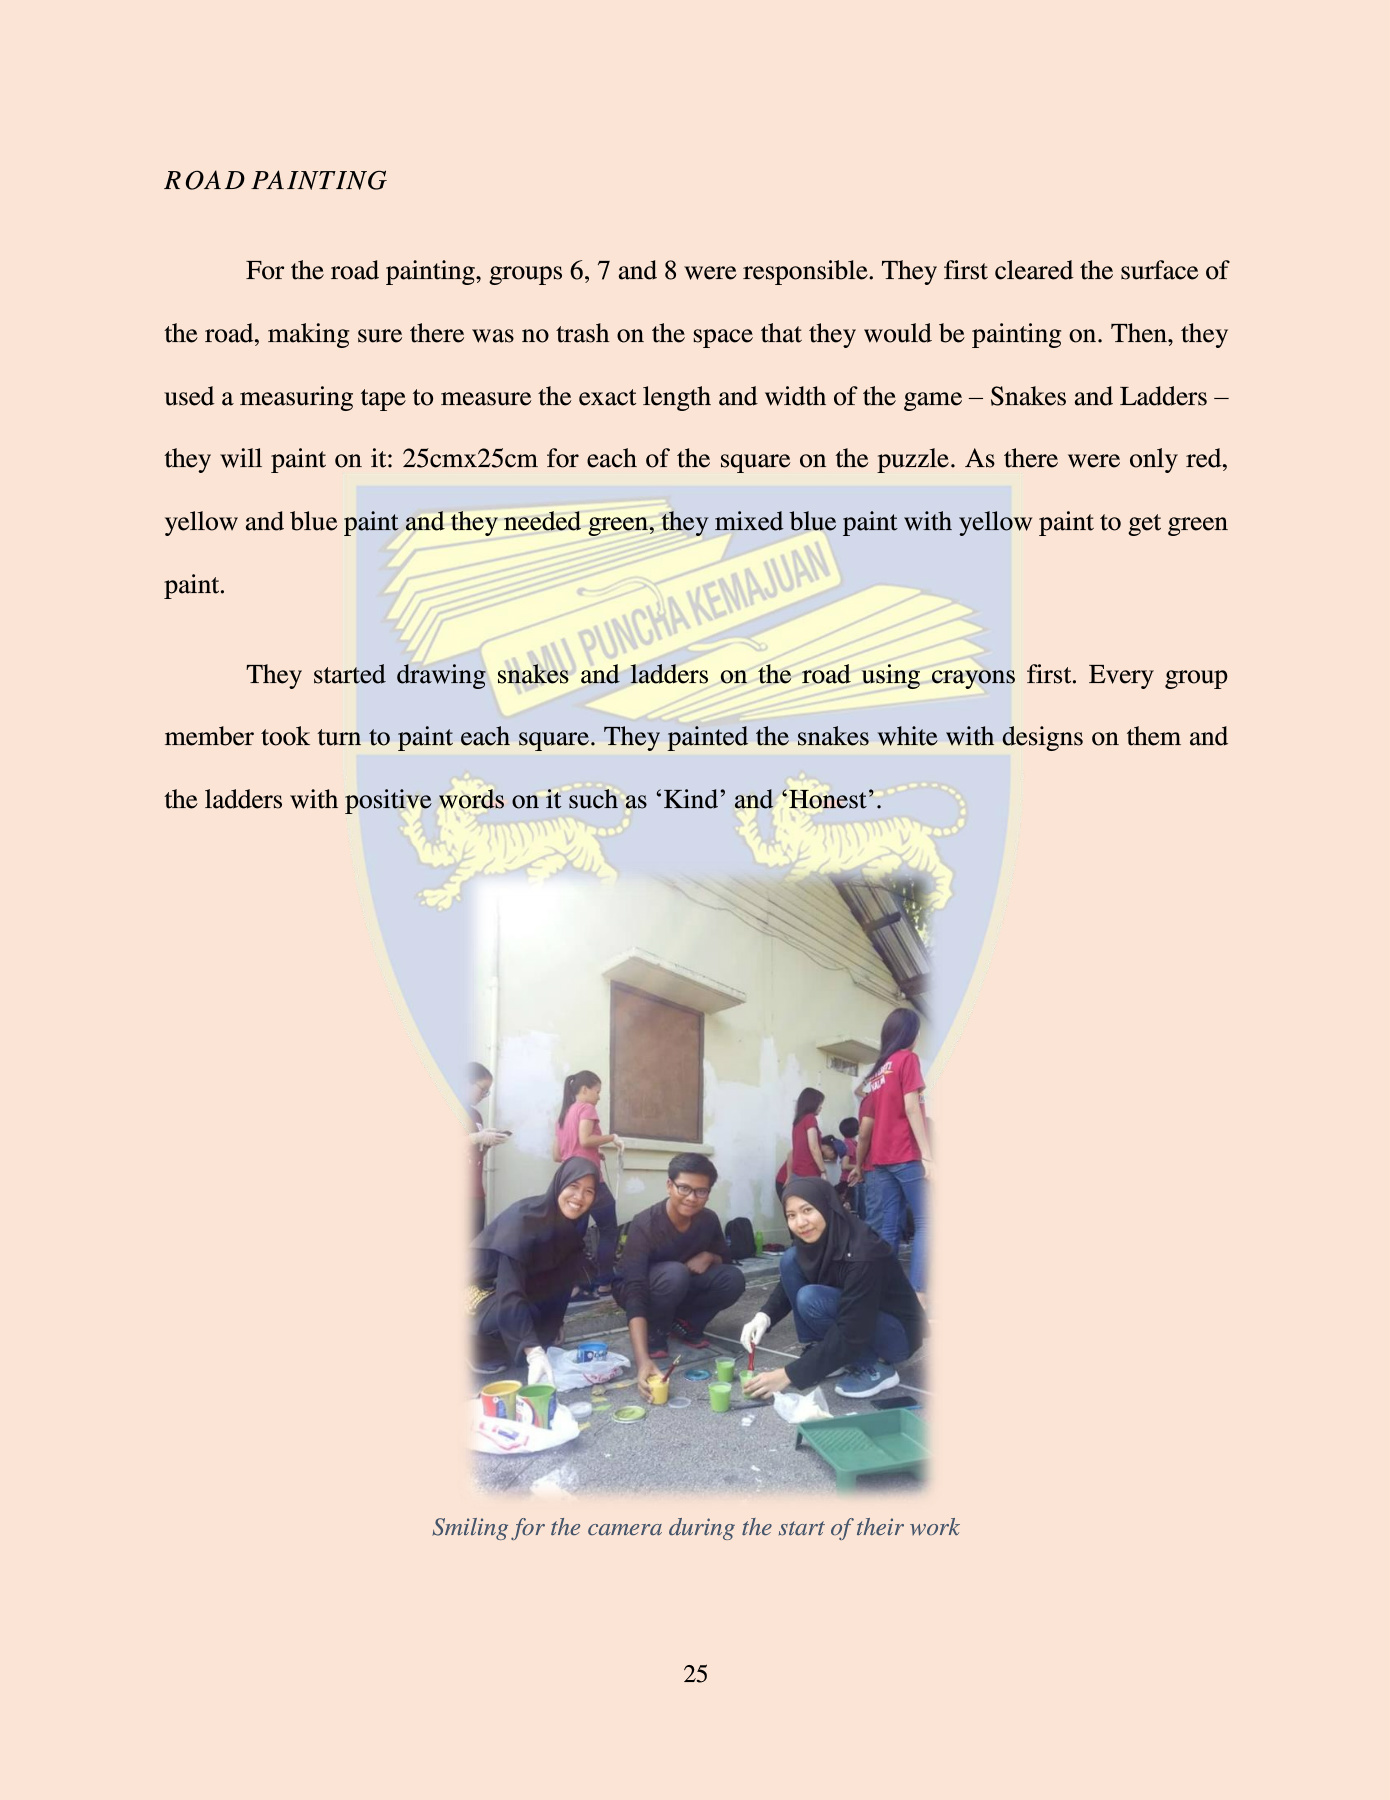 ROAD PAINTING
For the road painting, groups 6, 7 and 8 were responsible. They first cleared the surface of
the road, making sure there was no trash on the space that they would be painting on. Then, they
used a measuring tape to measure the exact length and width of the game – Snakes and Ladders –
they will paint on it: 25cmx25cm for each of the square on the puzzle. As there were only red,
yellow and blue paint and they needed green, they mixed blue paint with yellow paint to get green
paint.
ILMU PUNCHA KEMAJUAN
They started drawing snakes and ladders on the road using crayons first. Every group
member took turn to paint each square. They painted the snakes white with designs on them and
the ladders with positive words on it such as ‘Kind’ and ‘Honest’.
Smiling for the camera during the start of their work
25